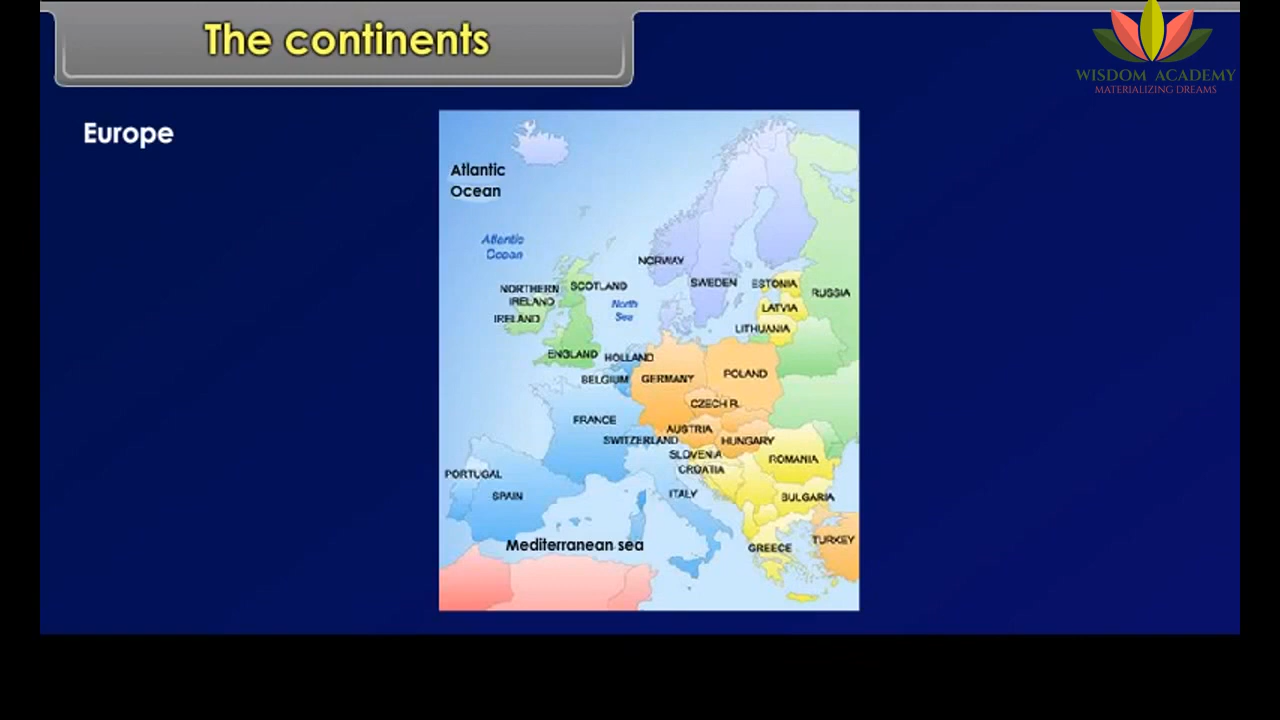 The continents
WISDOM ACADEMY
MATERIALIZING DREAMS
Europe
Atlantic
Ocean
Atlantic
Ocean
NORWAY
SWEDEN
ESTONIA
RUSSIA
NORTHERN
IRELAND
SCOTLAND
North
Sea
LATVIA
IRELAND
LITHUANIA
ENGLAND
HOLLAND
BELGIUM
GERMANY
POLAND
CZECH R.
FRANCE
AUSTRIA
SWITZERLAND
HUNGARY
SLOVENIA
ROMANIA
CROATIA
PORTUGAL
SPAIN
ITALY
BULGARIA
Mediterranean sea
GREECE
TURKEY